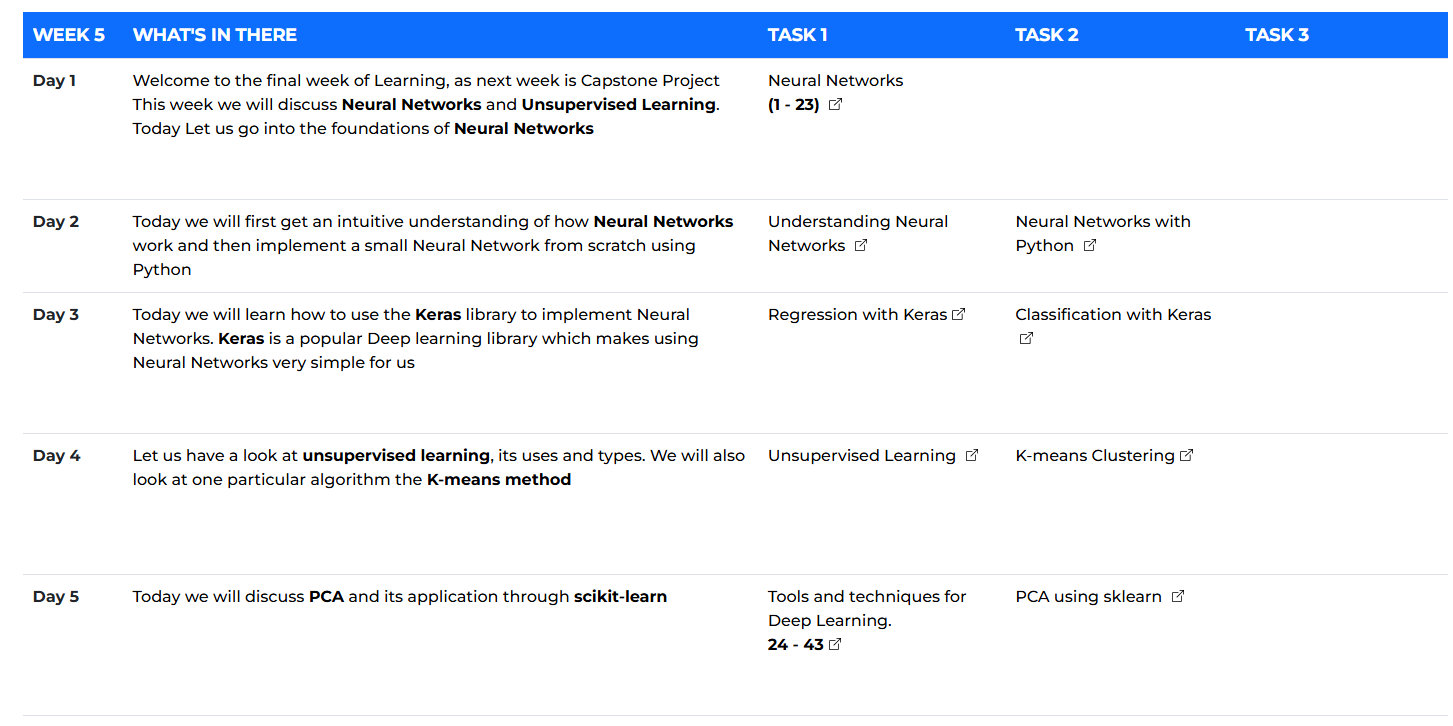 WEEK 5 WHAT'S IN THERE TASK 1 TASK 2 TASK 3
Day 1
Welcome to the final week of Learning, as next week is Capstone Project
This week we will discuss Neural Networks and Unsupervised Learning.
Today Let us go into the foundations of Neural Networks
Neural Networks
(1 - 23)
Day 2
Today we will first get an intuitive understanding of how Neural Networks
work and then implement a small Neural Network from scratch using
Python
Understanding Neural
Networks
Neural Networks with
Python
Day 3
Today we will learn how to use the Keras library to implement Neural
Networks. Keras is a popular Deep learning library which makes using
Neural Networks very simple for us
Regression with Keras
Classification with Keras
Day 4
Let us have a look at unsupervised learning, its uses and types. We will also
look at one particular algorithm the K-means method
Unsupervised Learning
K-means Clustering
Day 5
Today we will discuss PCA and its application through scikit-learn
Tools and techniques for
Deep Learning.
24 - 43
PCA using sklearn